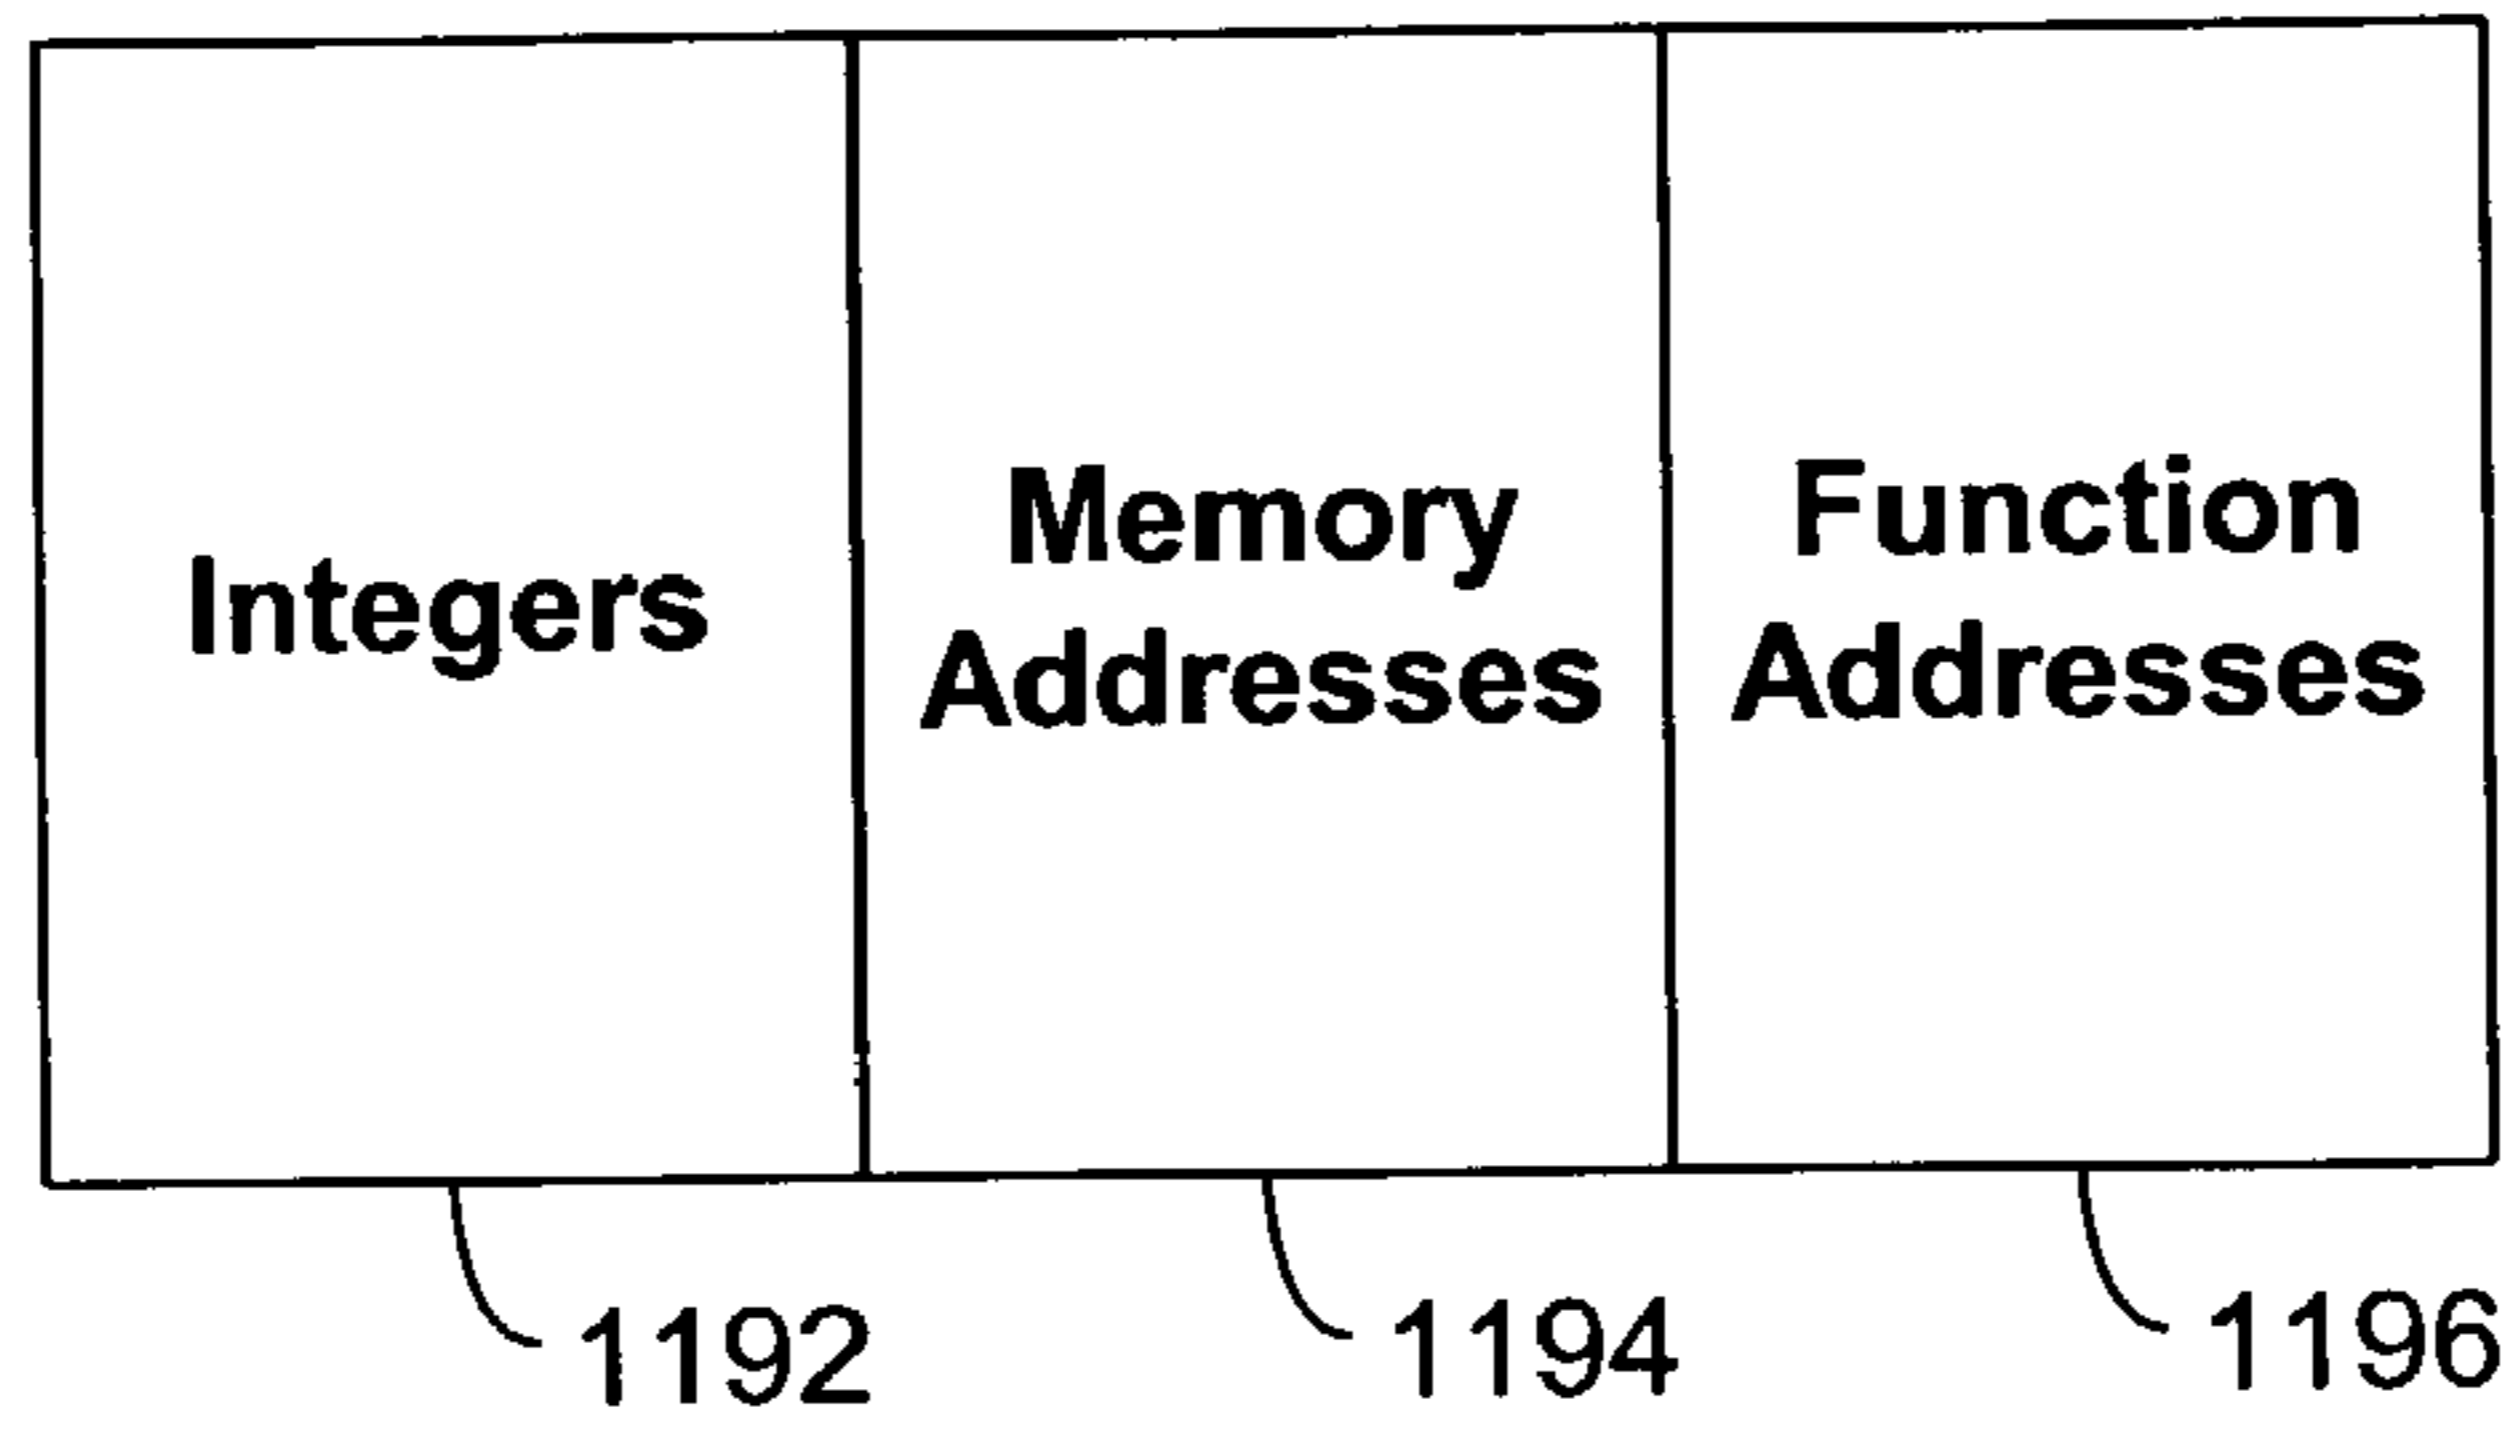 Integers
Memory
Addresses
Function
Addresses
1192
1194
1196